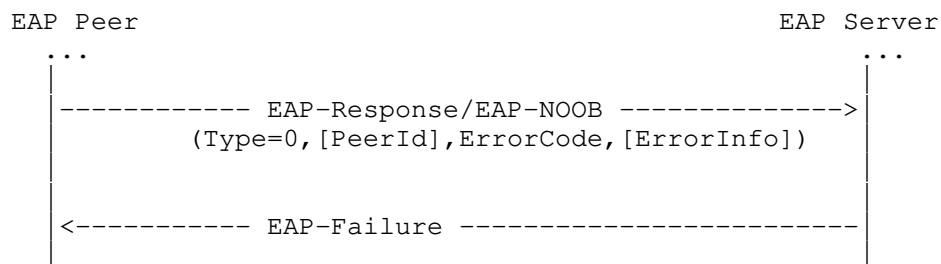 EAP Peer                                              EAP Server
...                                                   ...
|                                                     |
|------------ EAP-Response/EAP-NOOB -------------->|
(Type=0,[PeerId],ErrorCode,[ErrorInfo])
|                                                     |
|<----------- EAP-Failure -------------------------|
|                                                     |